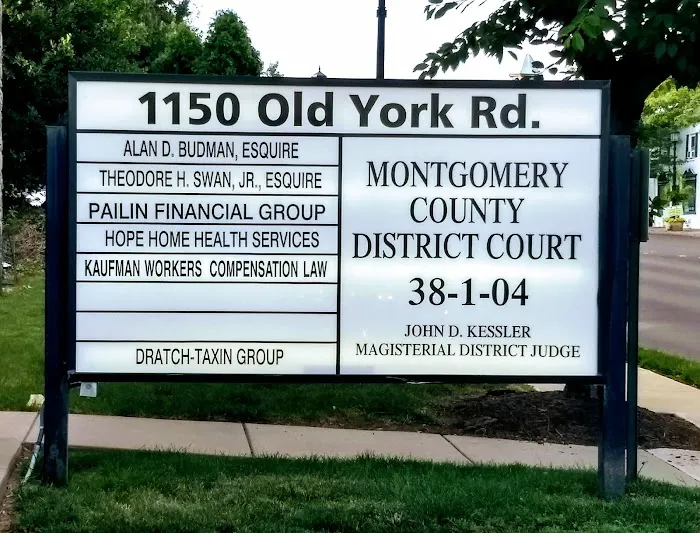 1150 Old York Rd.
ALAN D. BUDMAN, ESQUIRE
THEODORE H. SWAN, JR., ESQUIRE
PAILIN FINANCIAL GROUP
HOPE HOME HEALTH SERVICES
KAUFMAN WORKERS COMPENSATION LAW
DRATCH-TAXIN GROUP
MONTGOMERY
COUNTY
DISTRICT COURT
38-1-04
JOHN D. KESSLER
MAGISTERIAL DISTRICT JUDGE